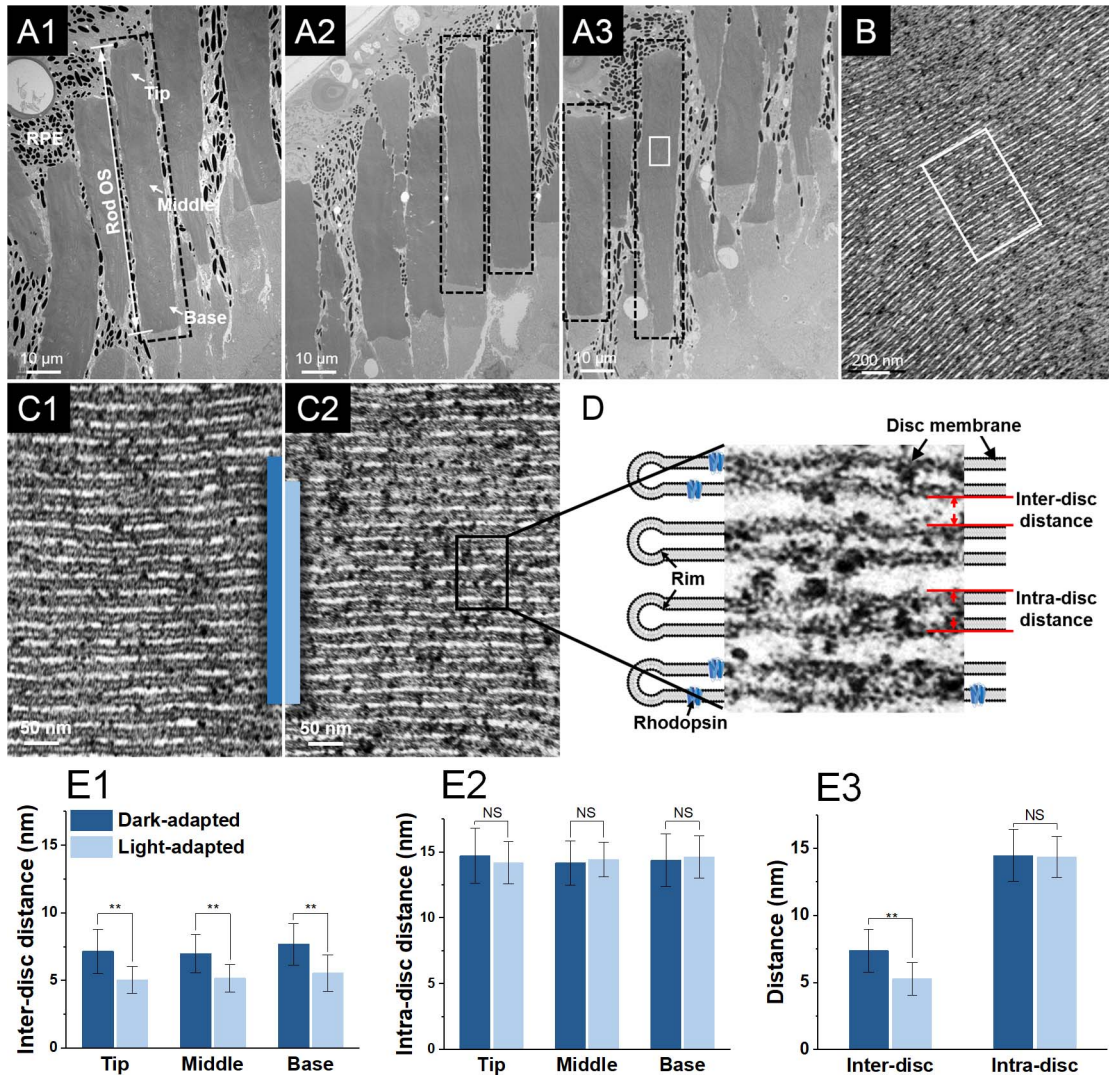 A1
Tip
RPE
Rod OS
Middle
Base
10 µm
A2
10 µm
A3
10 µm
B
200 nm
C1
50 nm
C2
50 nm
D
Disc membrane
Inter-disc
distance
Rim
Intra-disc
distance
Rhodopsin
E1
Inter-disc distance (nm)
15
10
5
0
Dark-adapted
Light-adapted
**
**
**
Tip
Middle
Base
E2
Intra-disc distance (nm)
15
10
5
0
NS
NS
NS
Tip
Middle
Base
E3
Distance (nm)
15
10
5
0
**
NS
Inter-disc
Intra-disc